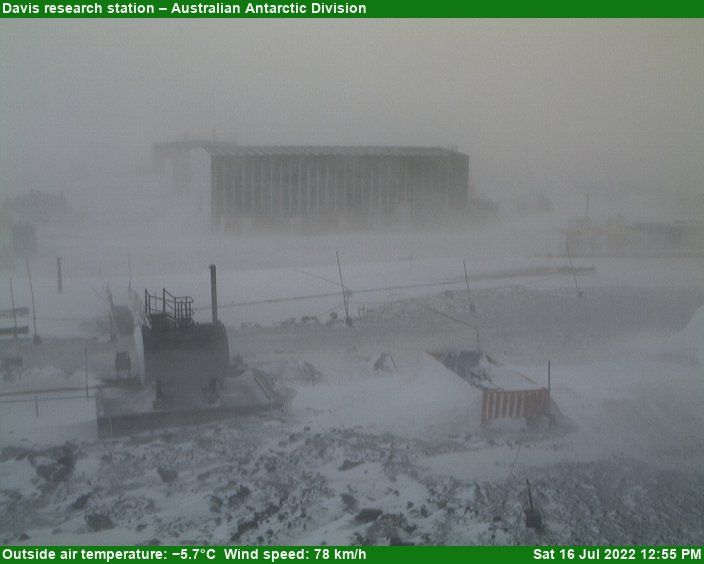 Davis research station – Australian Antarctic Division
Outside air temperature: −5.7°C Wind speed: 78 km/h Sat 16 Jul 2022 12:55 PM